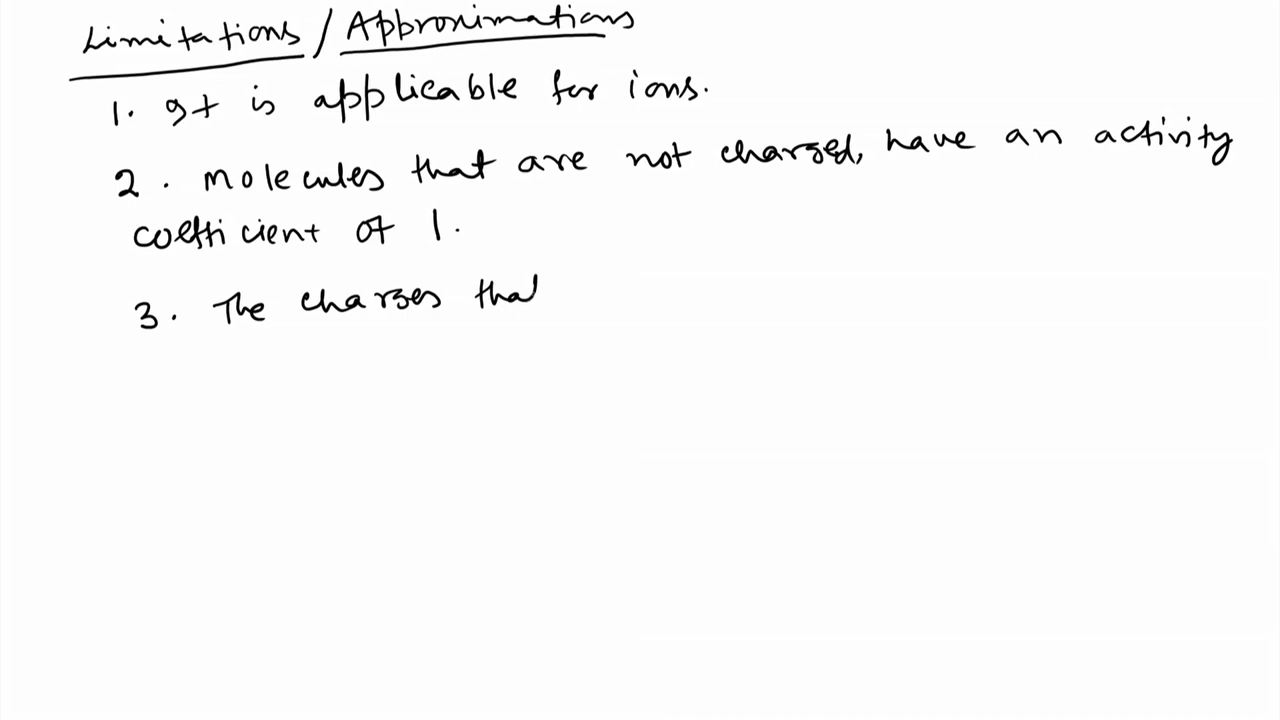 Limitations / Approximations
1. It is applicable for ions.
2. Molecules that are not charged, have an activity
coefficient of 1.
3. The charges that